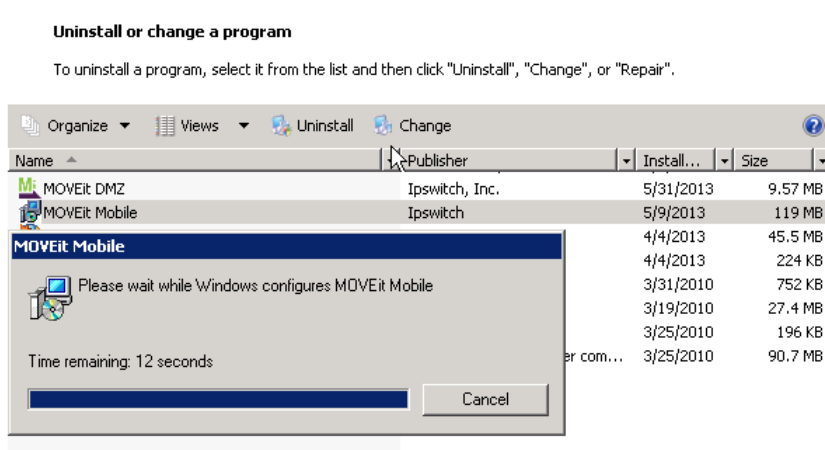 Uninstall or change a program
To uninstall a program, select it from the list and then click "Uninstall", "Change", or "Repair".
Organize Views Uninstall Change
Name Publisher Install... Size
MOVEit DMZ Ipswitch, Inc. 5/31/2013 9.57 MB
MOVEit Mobile Ipswitch 5/9/2013 119 MB
4/4/2013 45.5 MB
MOVEit Mobile
4/4/2013 224 KB
Please wait while Windows configures MOVEit Mobile 3/31/2010 752 KB
3/19/2010 27.4 MB
3/25/2010 196 KB
Time remaining: 12 seconds er com... 3/25/2010 90.7 MB
Cancel